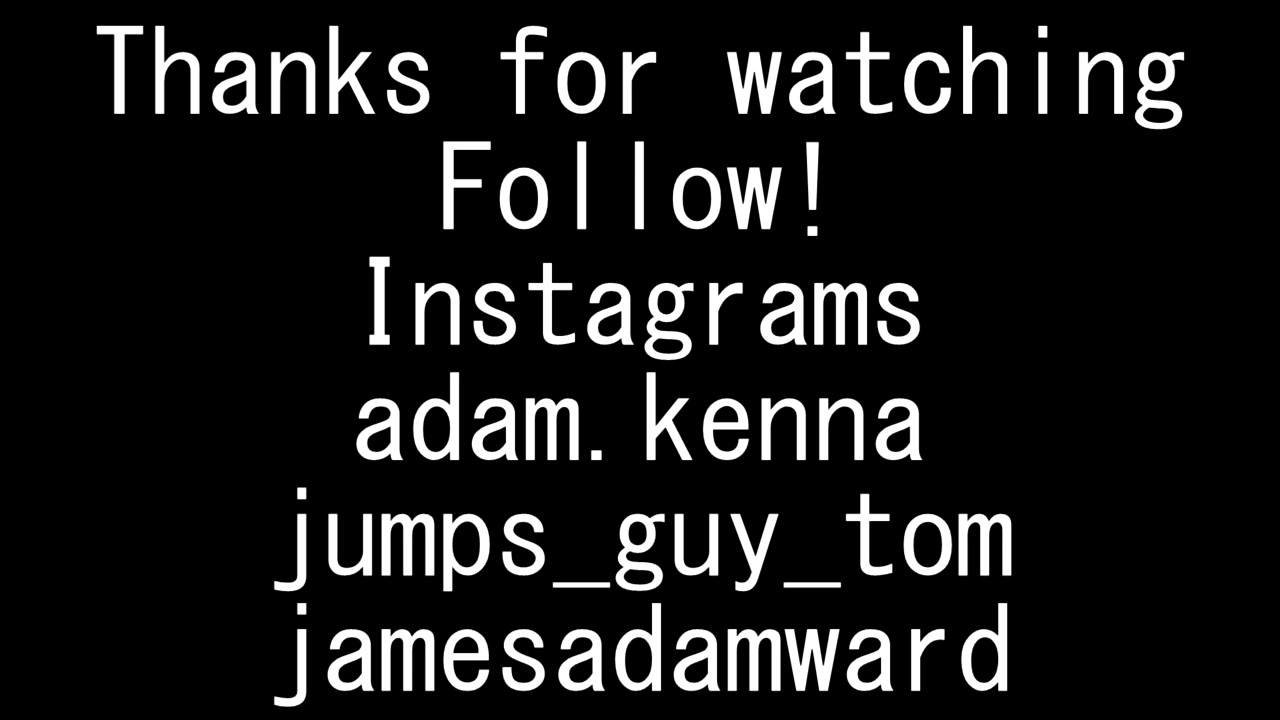 Thanks for watching
Follow!
Instagrams
adam.kenna
jumps_guy_tom
jamesadamward